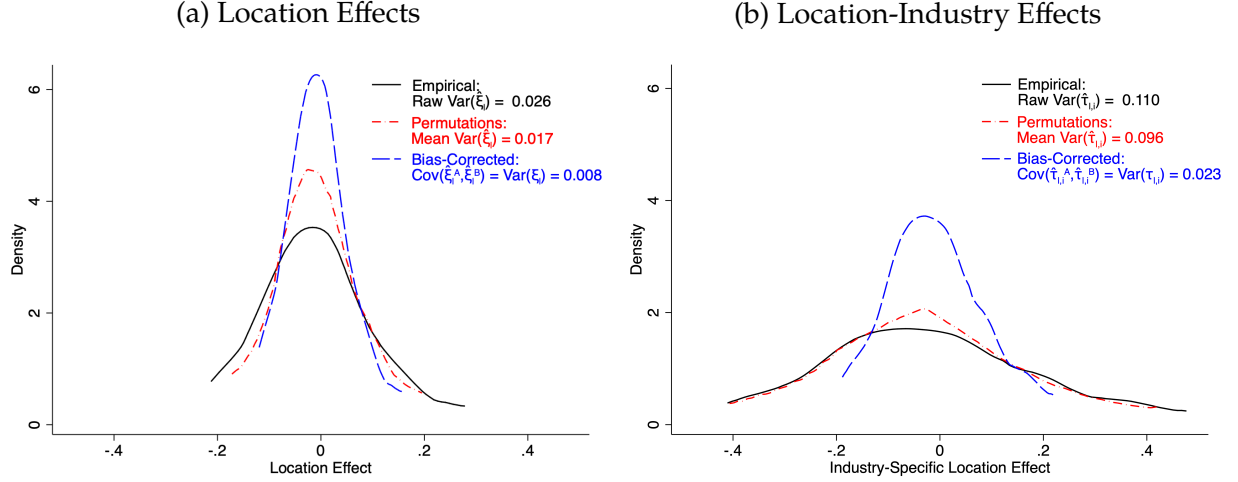 (a) Location Effects
Empirical:
Raw Var(ξ̂ₗ) = 0.026
Permutations:
Mean Var(ξ̂ₗ) = 0.017
Bias-Corrected:
Cov(ξ̂ₗᴬ,ξ̂ₗᴮ) = Var(ξₗ) = 0.008
Density
0
2
4
6
-.4
-.2
0
.2
.4
Location Effect
(b) Location-Industry Effects
Empirical:
Raw Var(τ̂ₗ,ᵢ) = 0.110
Permutations:
Mean Var(τ̂ₗ,ᵢ) = 0.096
Bias-Corrected:
Cov(τ̂ₗ,ᵢᴬ,τ̂ₗ,ᵢᴮ) = Var(τₗ,ᵢ) = 0.023
Density
0
2
4
6
-.4
-.2
0
.2
.4
Industry-Specific Location Effect